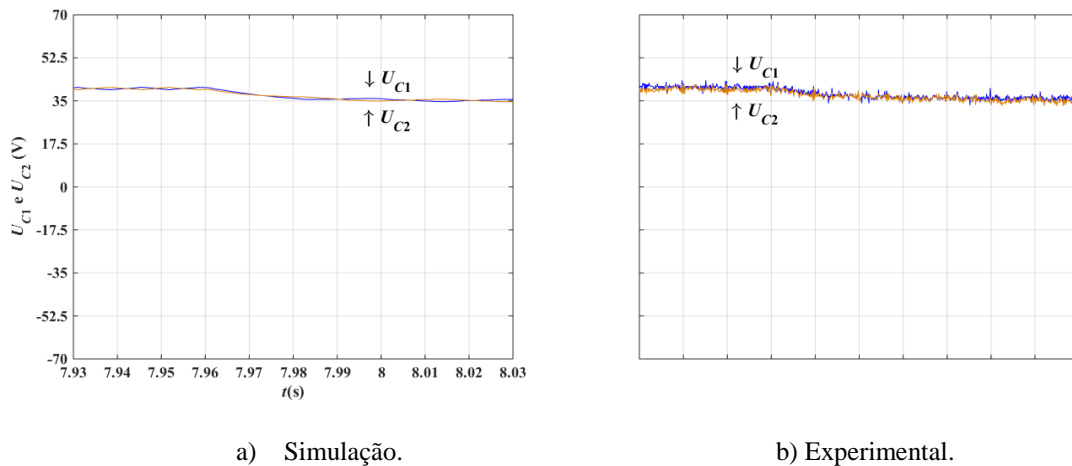 70
52.5
35
17.5
0
-17.5
-35
-52.5
-70
U_C1 e U_C2 (V)
↓ U_C1
↑ U_C2
7.93 7.94 7.95 7.96 7.97 7.98 7.99 8 8.01 8.02 8.03
t(s)
↓ U_C1
↑ U_C2
a) Simulação.
b) Experimental.